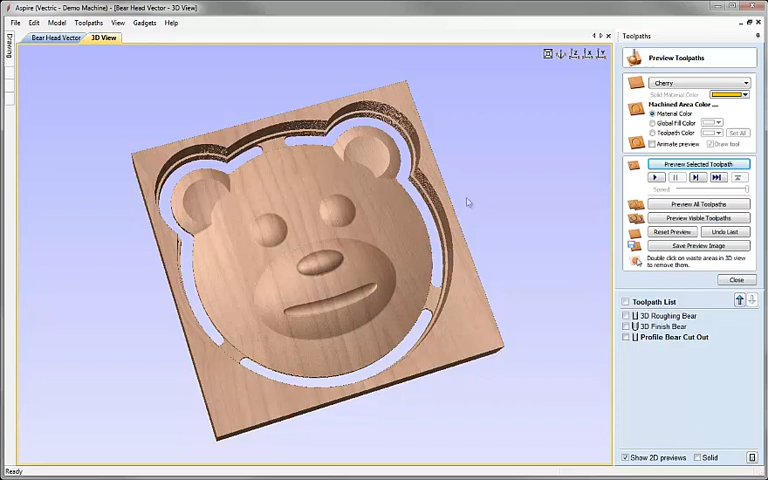 Aspire (Vectric - Demo Machine) - [Bear Head Vector - 3D View]
File Edit Model Toolpaths View Gadgets Help
Toolpaths
Bear Head Vector 3D View
Drawing
Preview Toolpaths
Cherry
Solid Material Color
Machined Area Color ...
Material Color
Global Fill Color
Toolpath Color Set All
Animate preview Draw tool
Preview Selected Toolpath
Speed
Preview All Toolpaths
Preview Visible Toolpaths
Reset Preview Undo Last
Save Preview Image
Double click on waste areas in 3D view
to remove them.
Close
Toolpath List
3D Roughing Bear
3D Finish Bear
Profile Bear Cut Out
Show 2D previews Solid
Ready